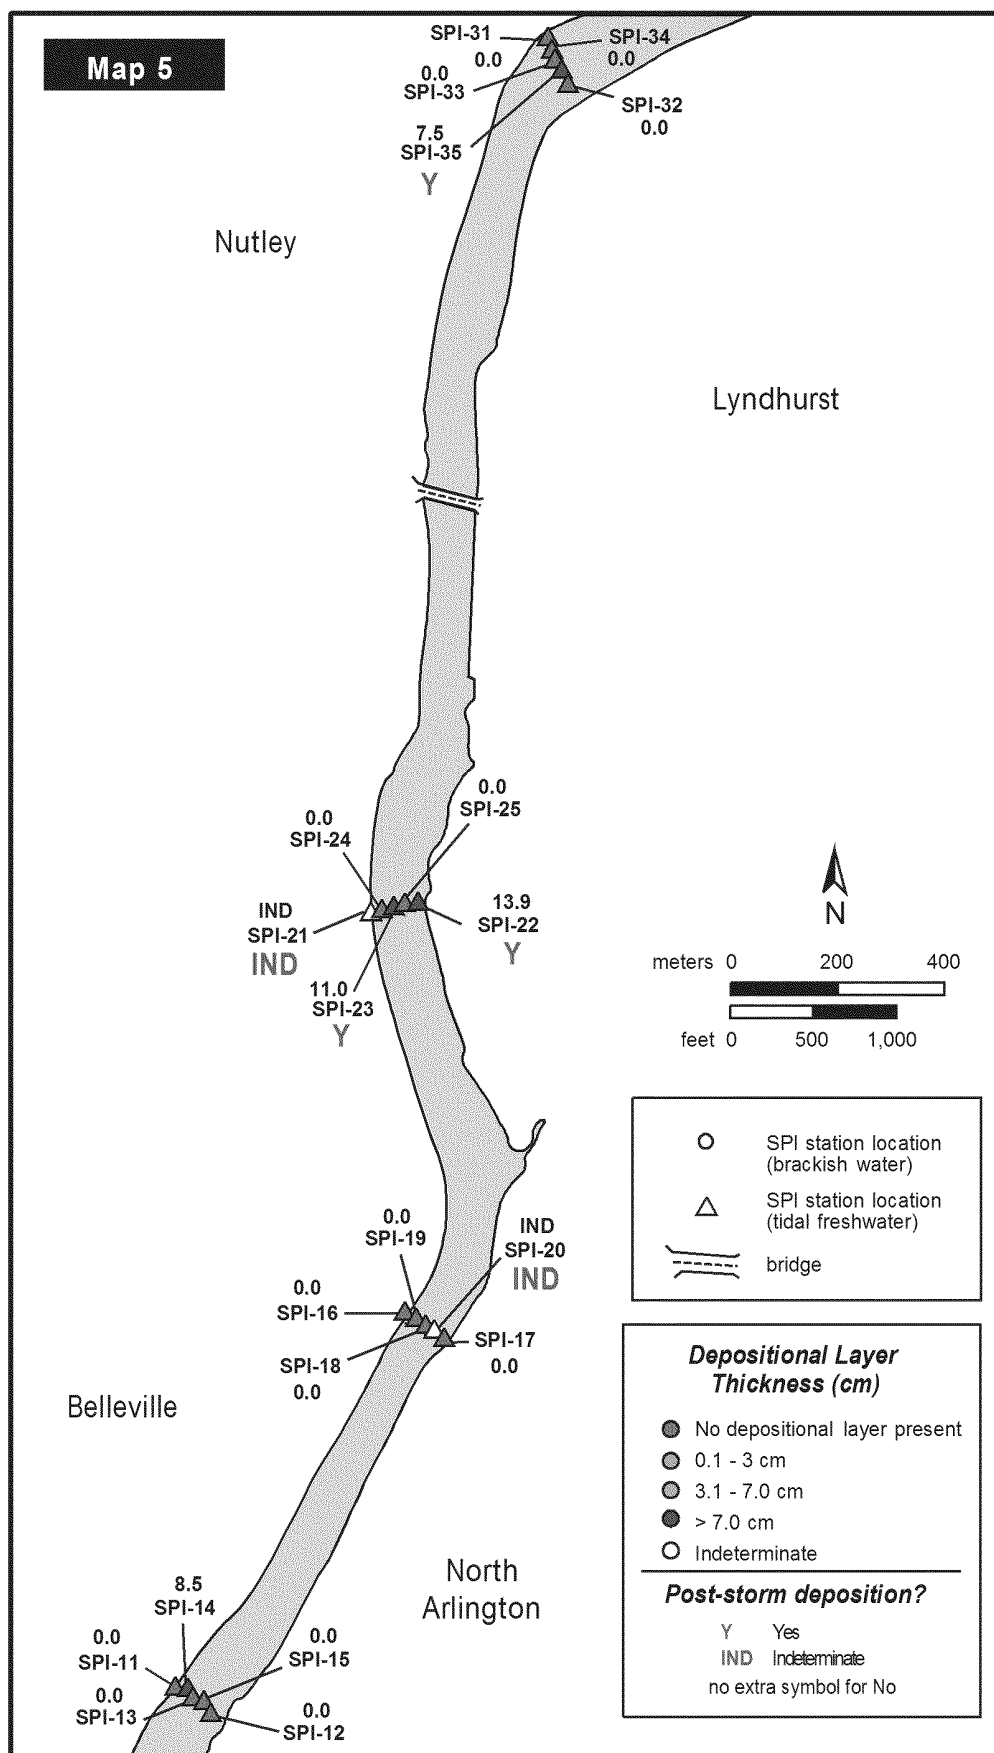 Map 5
SPI-31
0.0
SPI-34
0.0
0.0
SPI-33
SPI-32
0.0
7.5
SPI-35
Y
Nutley
Lyndhurst
0.0
SPI-25
0.0
SPI-24
IND
SPI-21
IND
13.9
SPI-22
Y
11.0
SPI-23
Y
N
meters 0 200 400
feet 0 500 1,000
SPI station location
(brackish water)
SPI station location
(tidal freshwater)
bridge
0.0
SPI-19
IND
SPI-20
IND
0.0
SPI-16
SPI-17
0.0
SPI-18
0.0
Belleville
Depositional Layer
Thickness (cm)
No depositional layer present
0.1 - 3 cm
3.1 - 7.0 cm
> 7.0 cm
Indeterminate
Post-storm deposition?
Y Yes
IND Indeterminate
no extra symbol for No
North
Arlington
8.5
SPI-14
0.0
SPI-11
0.0
SPI-15
0.0
SPI-13
0.0
SPI-12